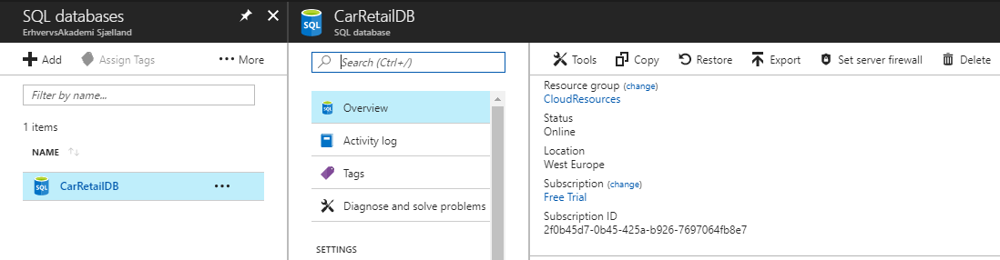 SQL databases
ErhvervsAkademi Sjælland
Add
Assign Tags
More
Filter by name...
1 items
NAME
CarRetailDB
SQL
CarRetailDB
SQL database
Search (Ctrl+/)
Overview
Activity log
Tags
Diagnose and solve problems
SETTINGS
Tools
Copy
Restore
Export
Set server firewall
Delete
Resource group (change)
CloudResources
Status
Online
Location
West Europe
Subscription (change)
Free Trial
Subscription ID
2f0b45d7-0b45-425a-b926-7697064fb8e7